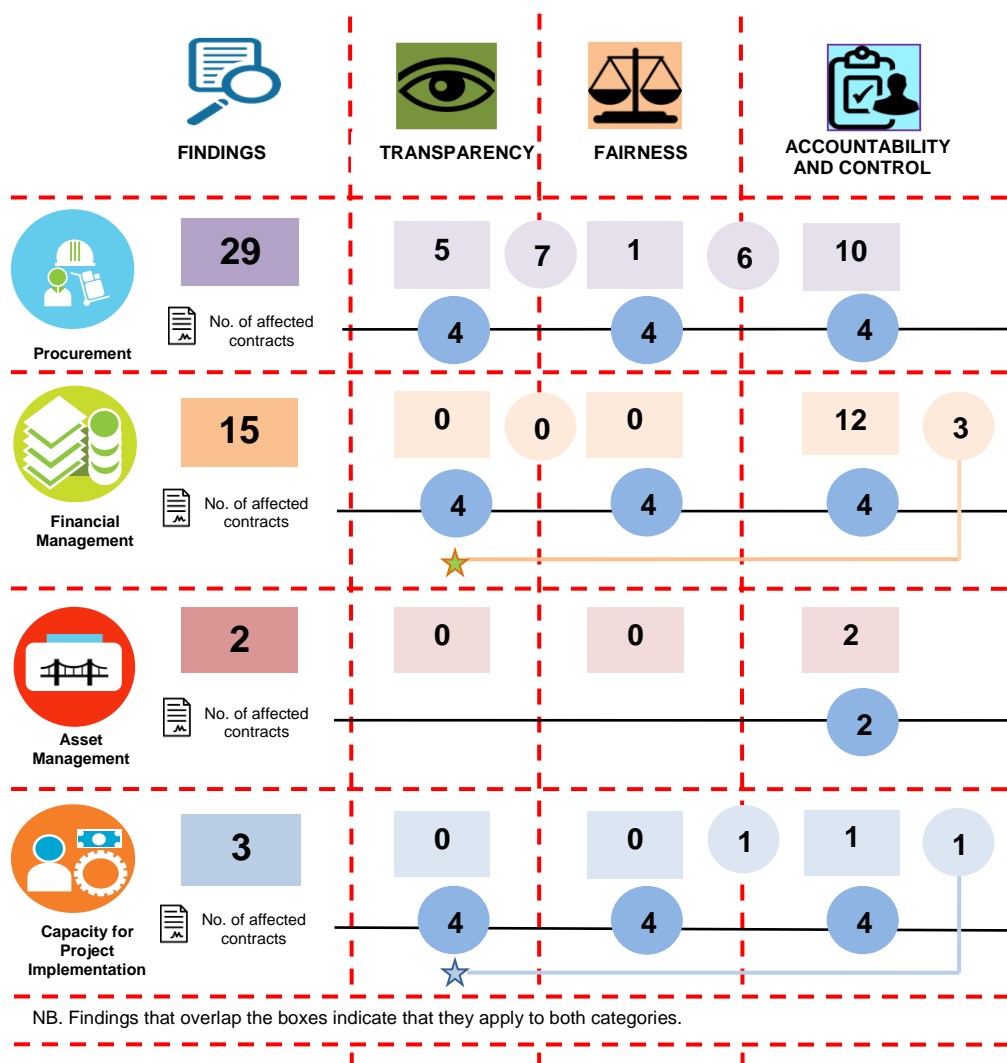 FINDINGS
TRANSPARENCY
FAIRNESS
ACCOUNTABILITY
AND CONTROL
29
5
7
1
6
10
No. of affected
contracts
4
4
4
Procurement
15
0
0
0
12
3
No. of affected
contracts
4
4
4
Financial
Management
2
0
0
2
No. of affected
contracts
2
Asset
Management
3
0
0
1
1
1
No. of affected
contracts
4
4
4
Capacity for
Project
Implementation
NB. Findings that overlap the boxes indicate that they apply to both categories.